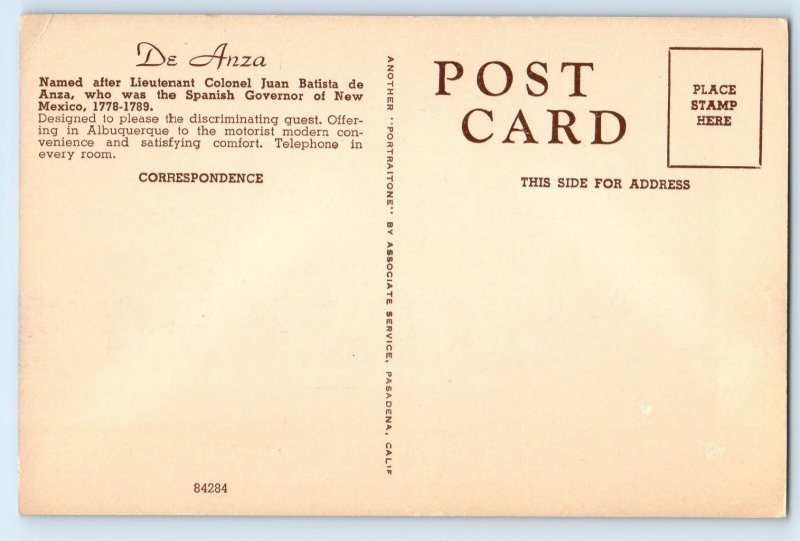 De Anza
Named after Lieutenant Colonel Juan Batista de
Anza, who was the Spanish Governor of New
Mexico, 1778-1789.
Designed to please the discriminating guest. Offer-
ing in Albuquerque to the motorist modern con-
venience and satisfying comfort. Telephone in
every room.
CORRESPONDENCE
84284
ANOTHER "PORTRAITONE" BY ASSOCIATE SERVICE, PASADENA, CALIF
POST
CARD
PLACE
STAMP
HERE
THIS SIDE FOR ADDRESS